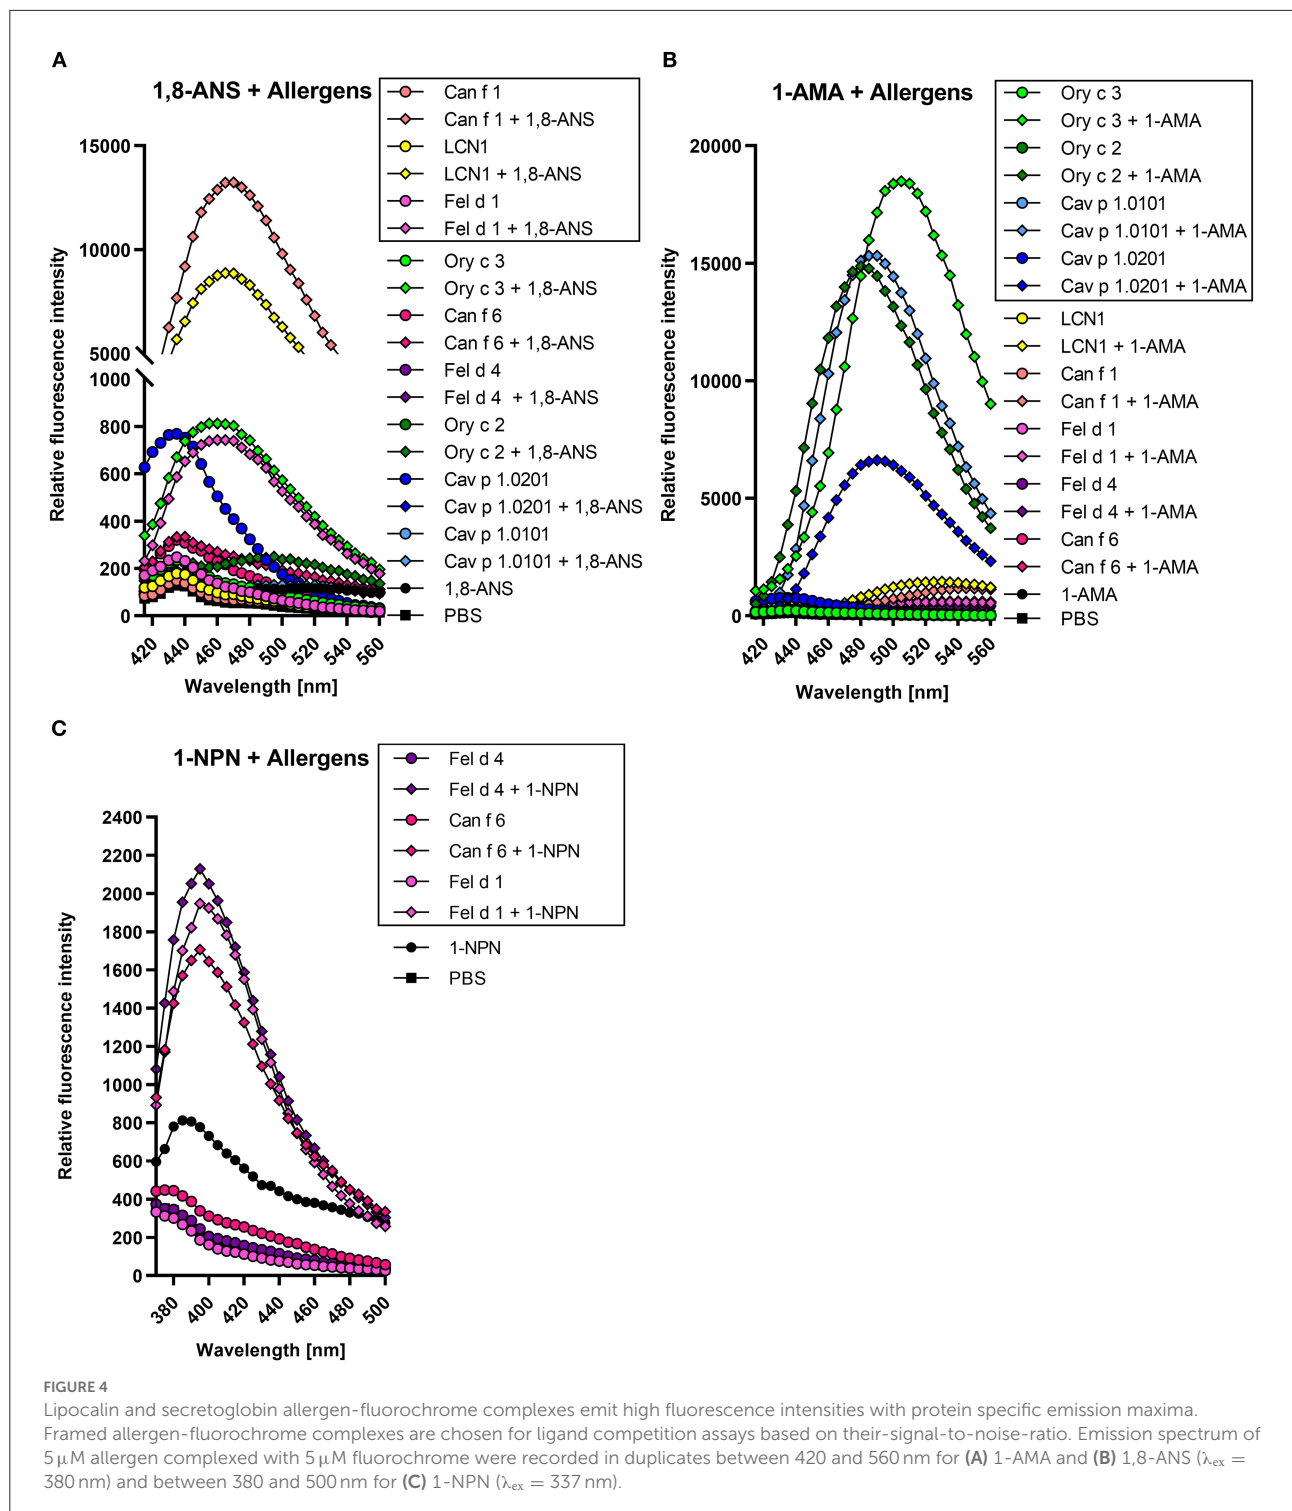 A
1,8-ANS + Allergens
Relative fluorescence intensity
15000
10000
5000
1000
800
600
400
200
0
420 440 460 480 500 520 540 560
Wavelength [nm]
Can f 1
Can f 1 + 1,8-ANS
LCN1
LCN1 + 1,8-ANS
Fel d 1
Fel d 1 + 1,8-ANS
Ory c 3
Ory c 3 + 1,8-ANS
Can f 6
Can f 6 + 1,8-ANS
Fel d 4
Fel d 4 + 1,8-ANS
Ory c 2
Ory c 2 + 1,8-ANS
Cav p 1.0201
Cav p 1.0201 + 1,8-ANS
Cav p 1.0101
Cav p 1.0101 + 1,8-ANS
1,8-ANS
PBS
B
1-AMA + Allergens
Relative fluorescence intensity
20000
15000
10000
5000
0
420 440 460 480 500 520 540 560
Wavelength [nm]
Ory c 3
Ory c 3 + 1-AMA
Ory c 2
Ory c 2 + 1-AMA
Cav p 1.0101
Cav p 1.0101 + 1-AMA
Cav p 1.0201
Cav p 1.0201 + 1-AMA
LCN1
LCN1 + 1-AMA
Can f 1
Can f 1 + 1-AMA
Fel d 1
Fel d 1 + 1-AMA
Fel d 4
Fel d 4 + 1-AMA
Can f 6
Can f 6 + 1-AMA
1-AMA
PBS
C
1-NPN + Allergens
Relative fluorescence intensity
2400
2200
2000
1800
1600
1400
1200
1000
800
600
400
200
0
380 400 420 440 460 480 500
Wavelength [nm]
Fel d 4
Fel d 4 + 1-NPN
Can f 6
Can f 6 + 1-NPN
Fel d 1
Fel d 1 + 1-NPN
1-NPN
PBS
FIGURE 4
Lipocalin and secretoglobin allergen-fluorochrome complexes emit high fluorescence intensities with protein specific emission maxima.
Framed allergen-fluorochrome complexes are chosen for ligand competition assays based on their-signal-to-noise-ratio. Emission spectrum of
5 μM allergen complexed with 5 μM fluorochrome were recorded in duplicates between 420 and 560 nm for (A) 1-AMA and (B) 1,8-ANS (λex =
380 nm) and between 380 and 500 nm for (C) 1-NPN (λex = 337 nm).